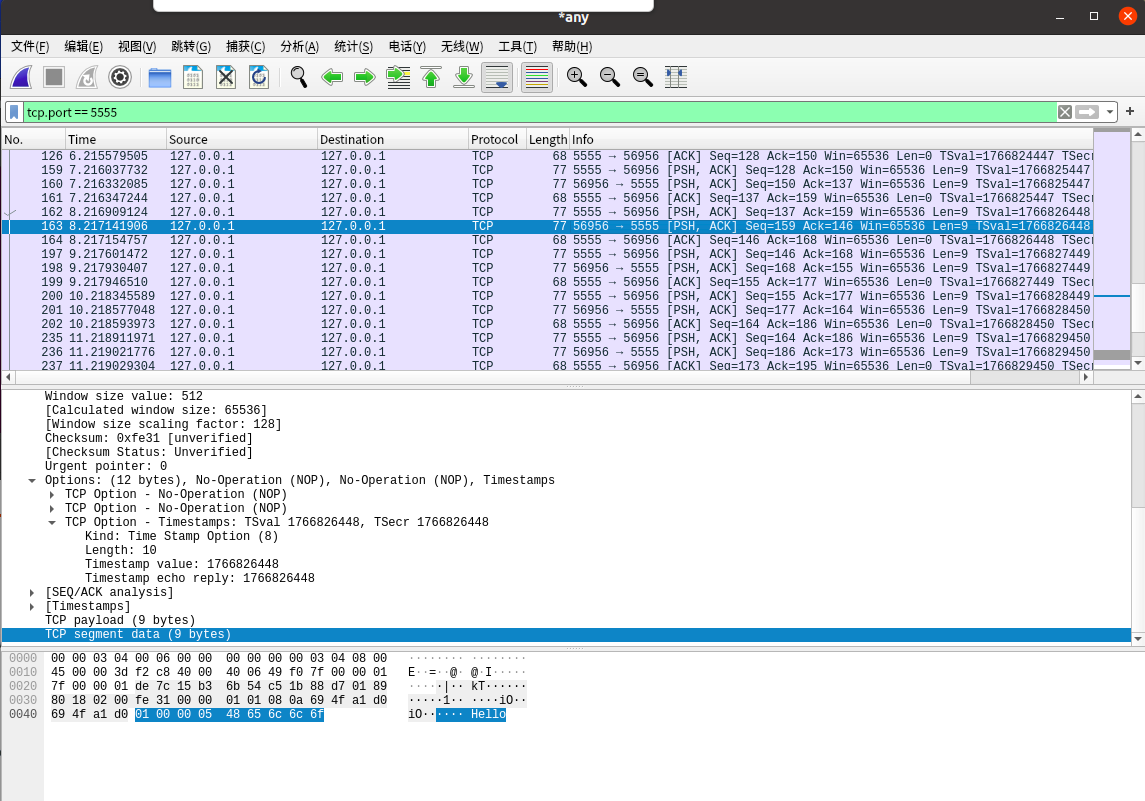 *any
文件(F) 编辑(E) 视图(V) 跳转(G) 捕获(C) 分析(A) 统计(S) 电话(Y) 无线(W) 工具(T) 帮助(H)
tcp.port == 5555
No. Time Source Destination Protocol Length Info
126 6.215579505 127.0.0.1 127.0.0.1 TCP 68 5555 → 56956 [ACK] Seq=128 Ack=150 Win=65536 Len=0 TSval=1766824447 TSecr
159 7.216037732 127.0.0.1 127.0.0.1 TCP 77 5555 → 56956 [PSH, ACK] Seq=128 Ack=150 Win=65536 Len=9 TSval=1766825447
160 7.216332085 127.0.0.1 127.0.0.1 TCP 77 56956 → 5555 [PSH, ACK] Seq=150 Ack=137 Win=65536 Len=9 TSval=1766825447
161 7.216347244 127.0.0.1 127.0.0.1 TCP 68 5555 → 56956 [ACK] Seq=137 Ack=159 Win=65536 Len=0 TSval=1766825447 TSecr
162 8.216909124 127.0.0.1 127.0.0.1 TCP 77 5555 → 56956 [PSH, ACK] Seq=137 Ack=159 Win=65536 Len=9 TSval=1766826448
163 8.217141906 127.0.0.1 127.0.0.1 TCP 77 56956 → 5555 [PSH, ACK] Seq=159 Ack=146 Win=65536 Len=9 TSval=1766826448
164 8.217154757 127.0.0.1 127.0.0.1 TCP 68 5555 → 56956 [ACK] Seq=146 Ack=168 Win=65536 Len=0 TSval=1766826448 TSecr
197 9.217601472 127.0.0.1 127.0.0.1 TCP 77 5555 → 56956 [PSH, ACK] Seq=146 Ack=168 Win=65536 Len=9 TSval=1766827449
198 9.217930407 127.0.0.1 127.0.0.1 TCP 77 56956 → 5555 [PSH, ACK] Seq=168 Ack=155 Win=65536 Len=9 TSval=1766827449
199 9.217946510 127.0.0.1 127.0.0.1 TCP 68 5555 → 56956 [ACK] Seq=155 Ack=177 Win=65536 Len=0 TSval=1766827449 TSecr
200 10.218345589 127.0.0.1 127.0.0.1 TCP 77 5555 → 56956 [PSH, ACK] Seq=155 Ack=177 Win=65536 Len=9 TSval=1766828449
201 10.218577048 127.0.0.1 127.0.0.1 TCP 77 56956 → 5555 [PSH, ACK] Seq=177 Ack=164 Win=65536 Len=9 TSval=1766828450
202 10.218593973 127.0.0.1 127.0.0.1 TCP 68 5555 → 56956 [ACK] Seq=164 Ack=186 Win=65536 Len=0 TSval=1766828450 TSecr
235 11.218911971 127.0.0.1 127.0.0.1 TCP 77 5555 → 56956 [PSH, ACK] Seq=164 Ack=186 Win=65536 Len=9 TSval=1766829450
236 11.219021776 127.0.0.1 127.0.0.1 TCP 77 56956 → 5555 [PSH, ACK] Seq=186 Ack=173 Win=65536 Len=9 TSval=1766829450
237 11.219029304 127.0.0.1 127.0.0.1 TCP 68 5555 → 56956 [ACK] Seq=173 Ack=195 Win=65536 Len=0 TSval=1766829450 TSecr
Window size value: 512
[Calculated window size: 65536]
[Window size scaling factor: 128]
Checksum: 0xfe31 [unverified]
[Checksum Status: Unverified]
Urgent pointer: 0
Options: (12 bytes), No-Operation (NOP), No-Operation (NOP), Timestamps
TCP Option - No-Operation (NOP)
TCP Option - No-Operation (NOP)
TCP Option - Timestamps: TSval 1766826448, TSecr 1766826448
Kind: Time Stamp Option (8)
Length: 10
Timestamp value: 1766826448
Timestamp echo reply: 1766826448
[SEQ/ACK analysis]
[Timestamps]
TCP payload (9 bytes)
TCP segment data (9 bytes)
0000 00 00 03 04 00 06 00 00 00 00 00 00 03 04 08 00 ········ ········
0010 45 00 00 3d f2 c8 40 00 40 06 49 f0 7f 00 00 01 E··=··@· @·I·····
0020 7f 00 00 01 de 7c 15 b3 6b 54 c5 1b 88 d7 01 89 ·····|·· kT······
0030 80 18 02 00 fe 31 00 00 01 01 08 0a 69 4f a1 d0 ·····1·· ····iO··
0040 69 4f a1 d0 01 00 00 05 48 65 6c 6c 6f iO······ Hello